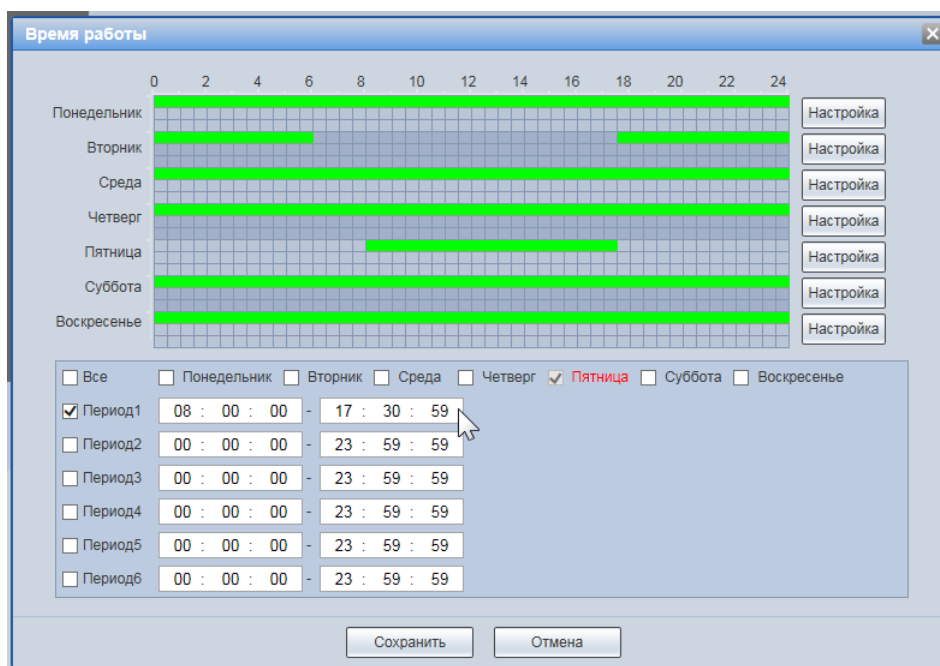 Время работы
0 2 4 6 8 10 12 14 16 18 20 22 24
Понедельник Настройка
Вторник Настройка
Среда Настройка
Четверг Настройка
Пятница Настройка
Суббота Настройка
Воскресенье Настройка
Все Понедельник Вторник Среда Четверг Пятница Суббота Воскресенье
Период1 08 : 00 : 00 - 17 : 30 : 59
Период2 00 : 00 : 00 - 23 : 59 : 59
Период3 00 : 00 : 00 - 23 : 59 : 59
Период4 00 : 00 : 00 - 23 : 59 : 59
Период5 00 : 00 : 00 - 23 : 59 : 59
Период6 00 : 00 : 00 - 23 : 59 : 59
Сохранить Отмена